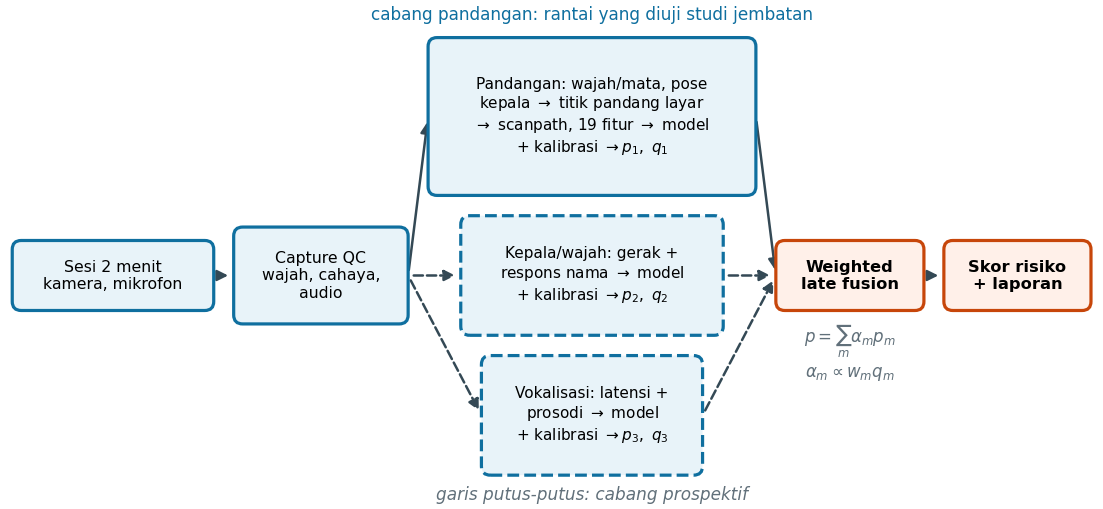 cabang pandangan: rantai yang diuji studi jembatan
Pandangan: wajah/mata, pose
kepala → titik pandang layar
→ scanpath, 19 fitur → model
+ kalibrasi → p₁, q₁
Sesi 2 menit
kamera, mikrofon
Capture QC
wajah, cahaya,
audio
Kepala/wajah: gerak +
respons nama → model
+ kalibrasi → p₂, q₂
Vokalisasi: latensi +
prosodi → model
+ kalibrasi → p₃, q₃
Weighted
late fusion
p = ∑ₘ αₘpₘ
αₘ ∝ wₘqₘ
Skor risiko
+ laporan
garis putus-putus: cabang prospektif